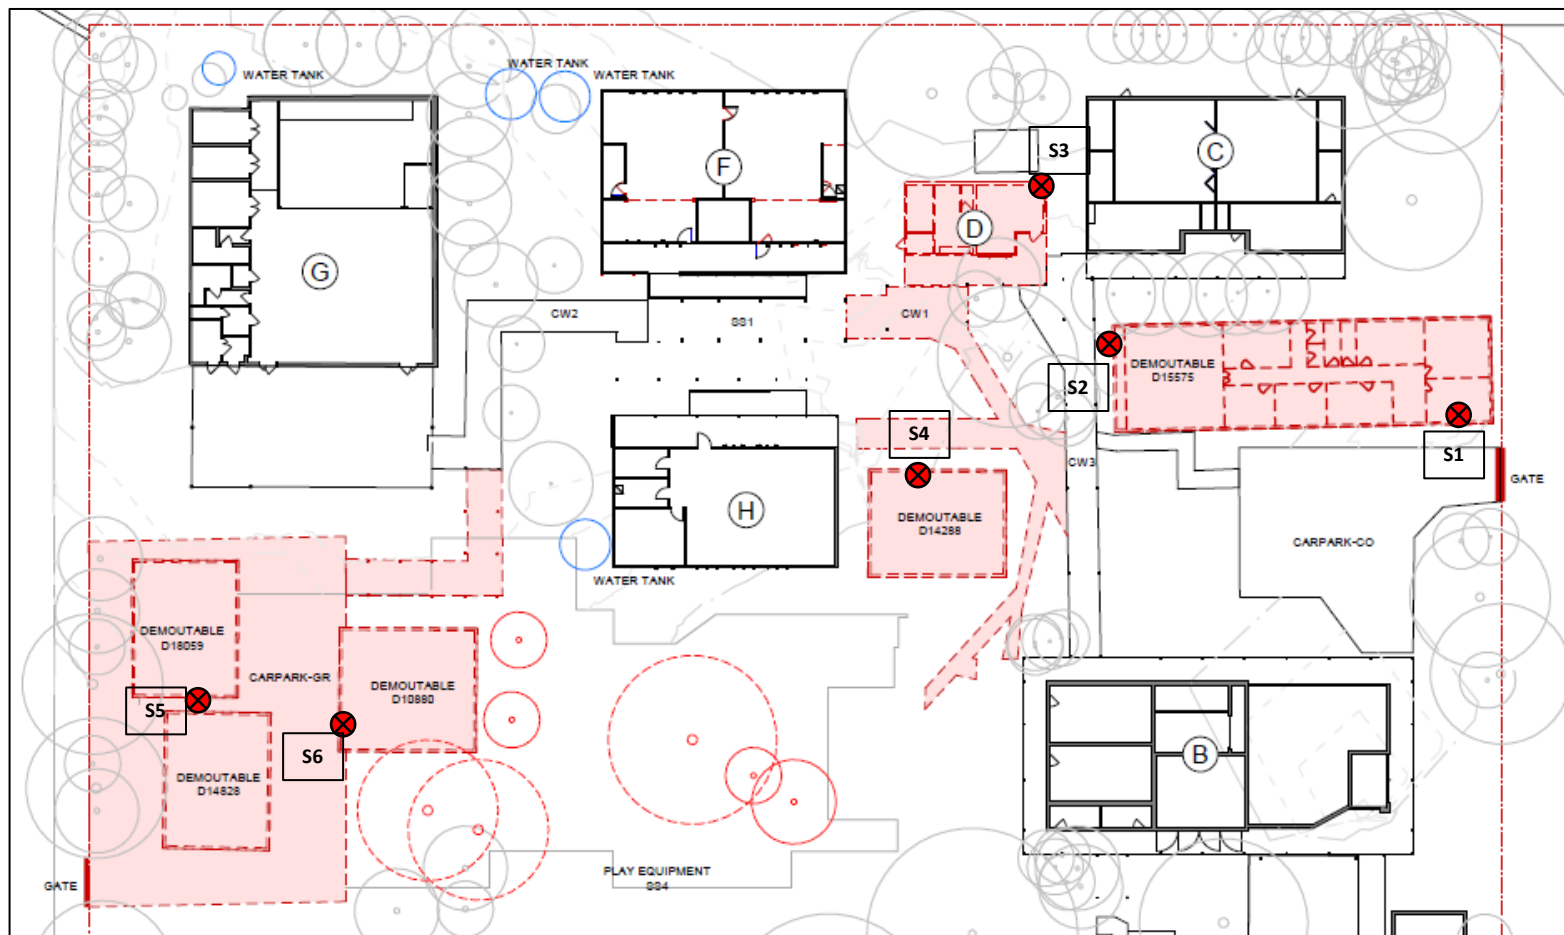 WATER TANK
WATER TANK
WATER TANK
S3
F
C
D
G
CW2
SS1
CW1
DEMOUTABLE
D15575
S2
S4
S1
CW3
GATE
H
DEMOUTABLE
D14288
CARPARK-CO
WATER TANK
DEMOUTABLE
D18059
CARPARK-GR
DEMOUTABLE
D10880
S5
S6
B
DEMOUTABLE
D14828
PLAY EQUIPMENT
SS4
GATE